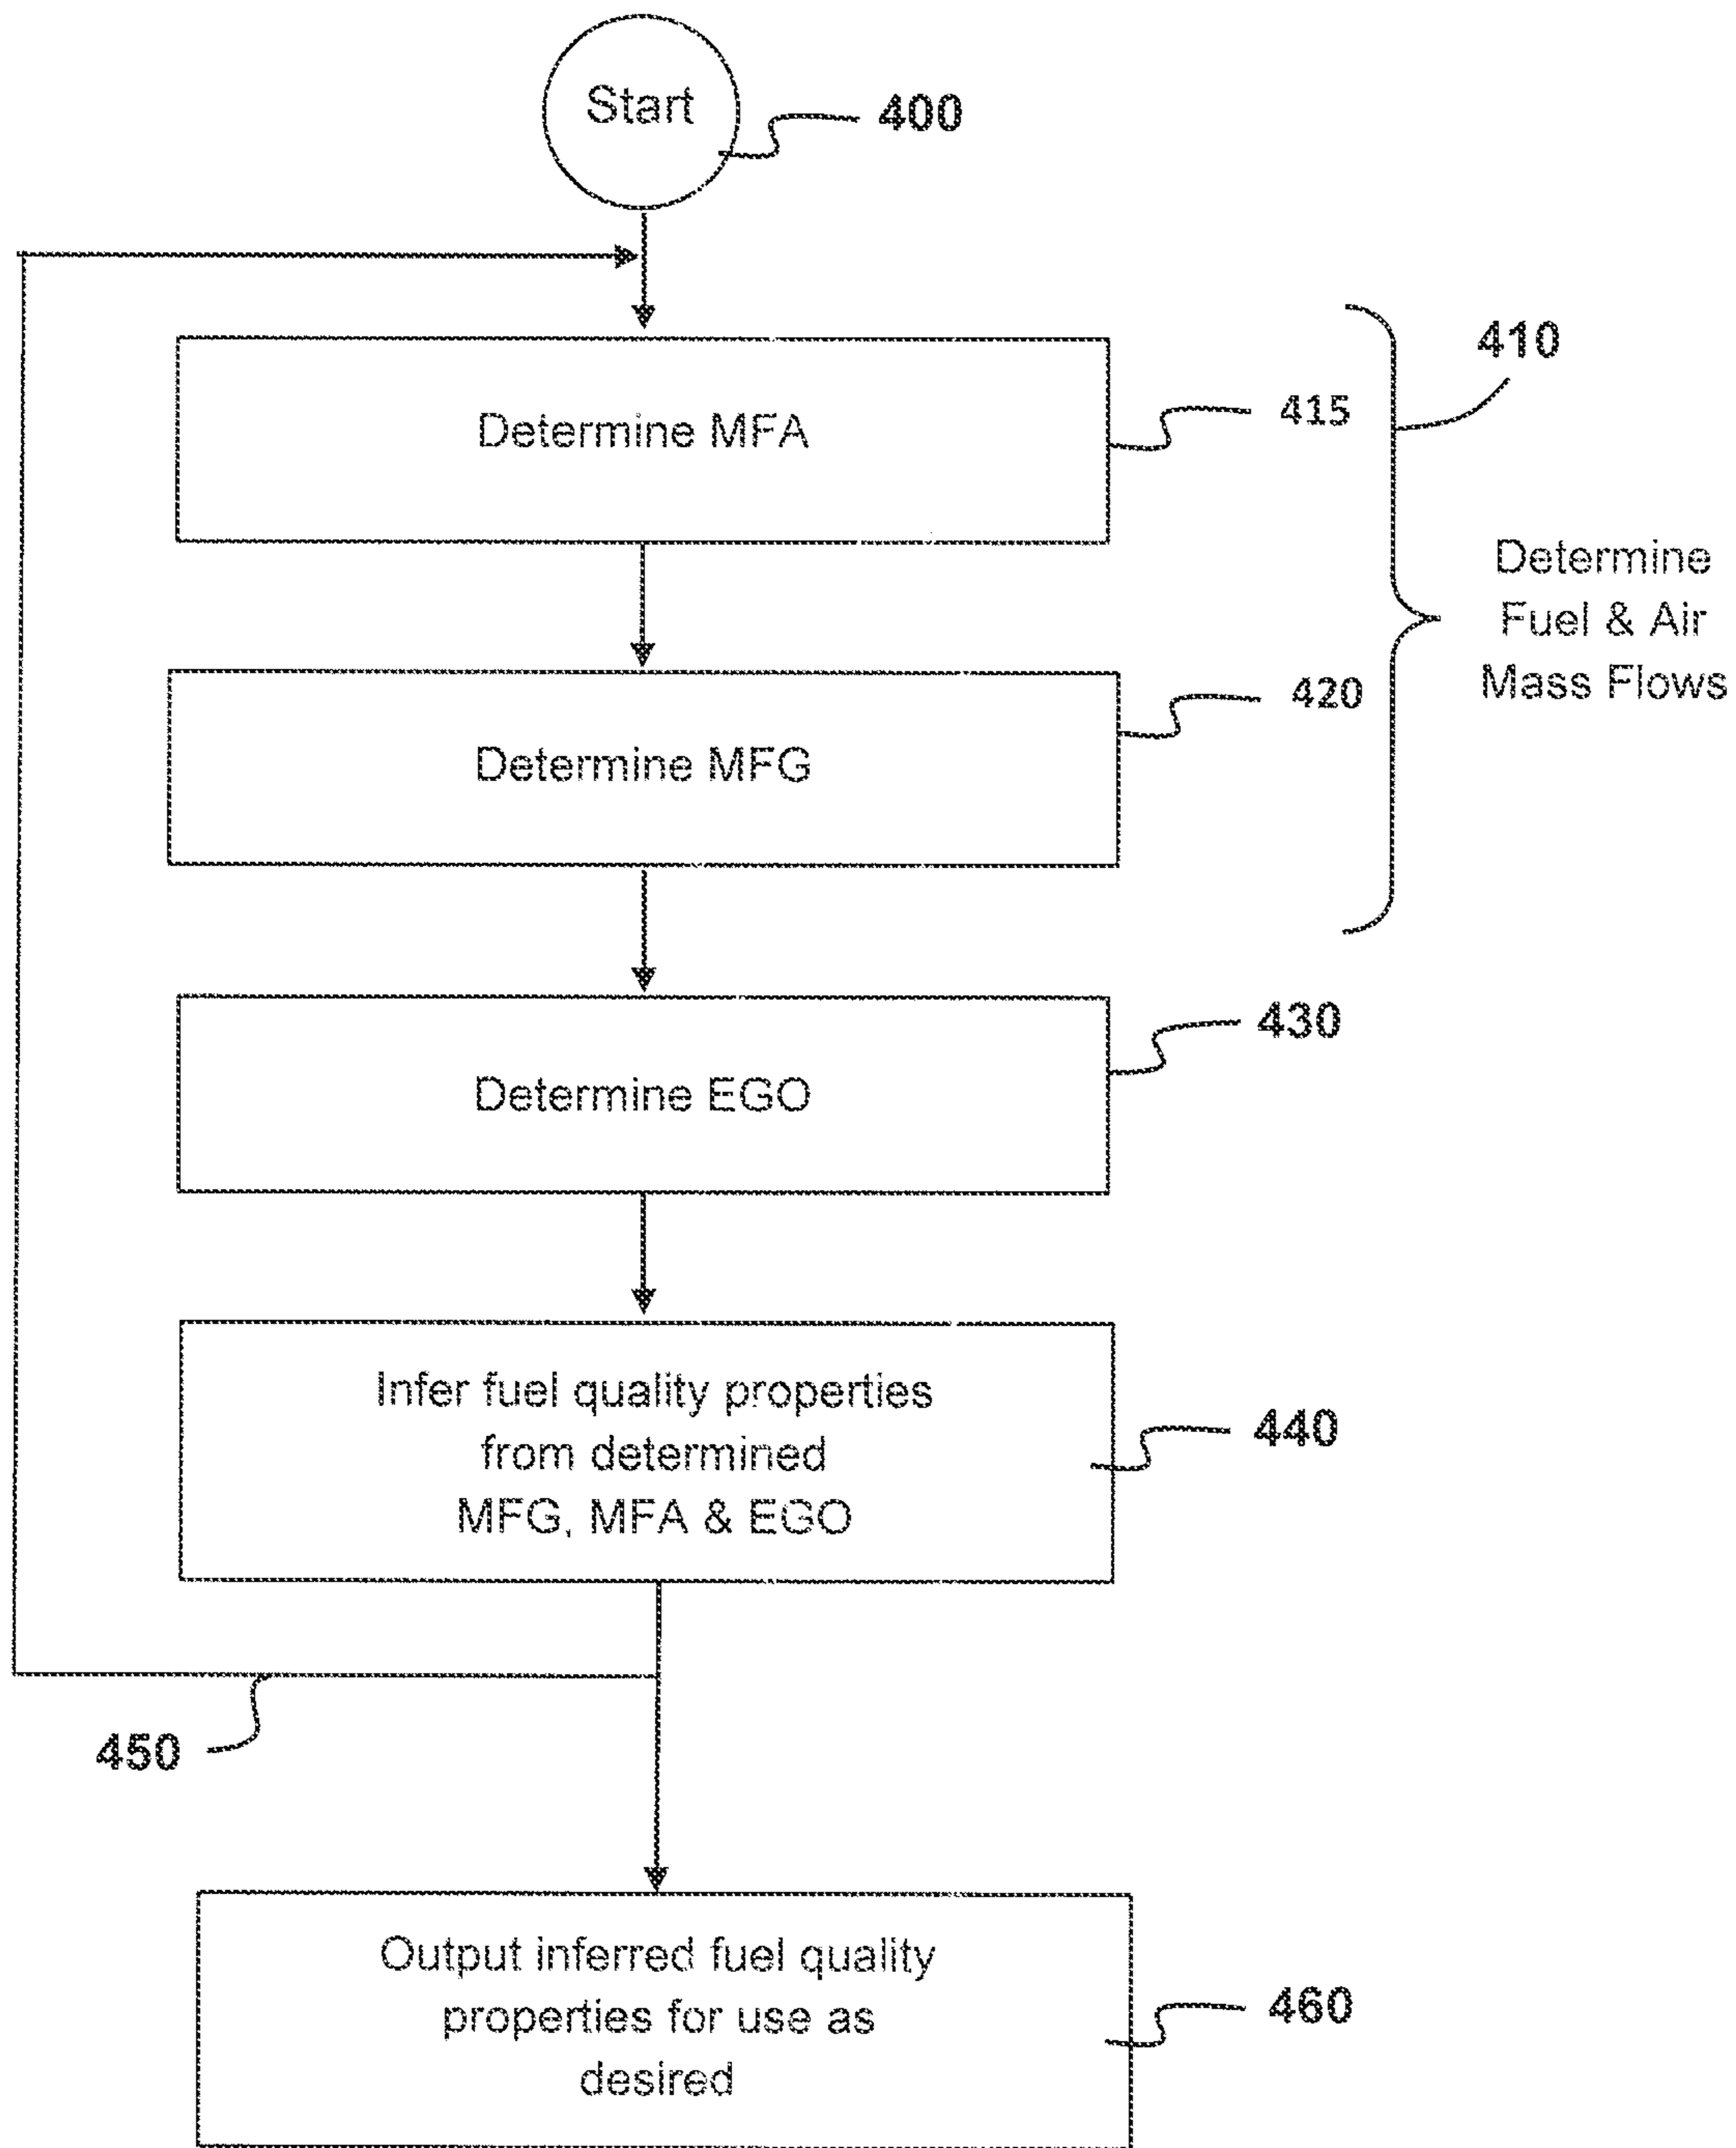 Start
400
410
Determine MFA
415
Determine
Fuel & Air
Mass Flows
420
Determine MFG
430
Determine EGO
Infer fuel quality properties
from determined
MFG, MFA & EGO
440
450
Output inferred fuel quality
properties for use as
desired
460